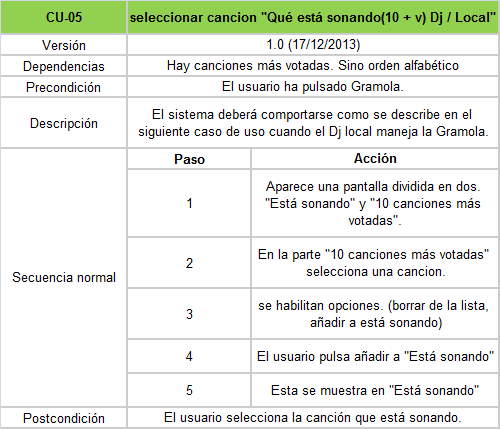 CU-05
seleccionar cancion "Qué está sonando(10 + v) Dj / Local"
Versión
1.0 (17/12/2013)
Dependencias
Hay canciones más votadas. Sino orden alfabético
Precondición
El usuario ha pulsado Gramola.
Descripción
El sistema deberá comportarse como se describe en el
siguiente caso de uso cuando el Dj local maneja la Gramola.
Secuencia normal
Paso
Acción
1
Aparece una pantalla dividida en dos.
"Está sonando" y "10 canciones más
votadas".
2
En la parte "10 canciones más votadas"
selecciona una cancion.
3
se habilitan opciones. (borrar de la lista,
añadir a está sonando)
4
El usuario pulsa añadir a "Está sonando"
5
Esta se muestra en "Está sonando"
Postcondición
El usuario selecciona la canción que está sonando.